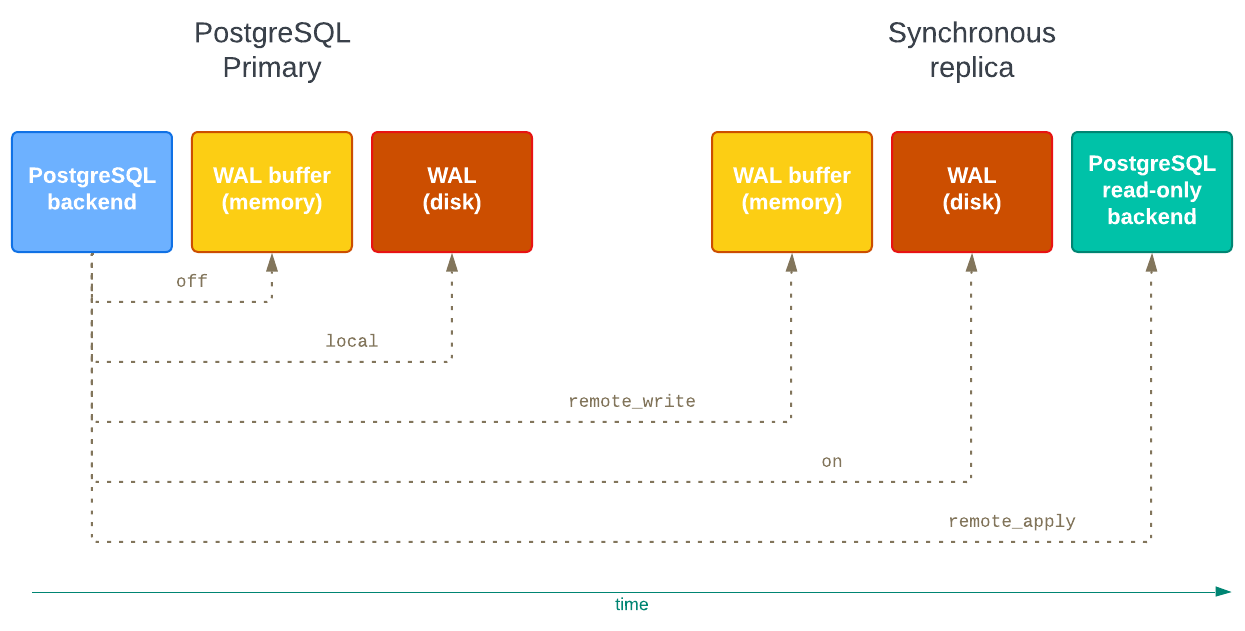 PostgreSQL
Primary
Synchronous
replica
PostgreSQL
backend
WAL buffer
(memory)
WAL
(disk)
WAL buffer
(memory)
WAL
(disk)
PostgreSQL
read-only
backend
off
local
remote_write
on
remote_apply
time